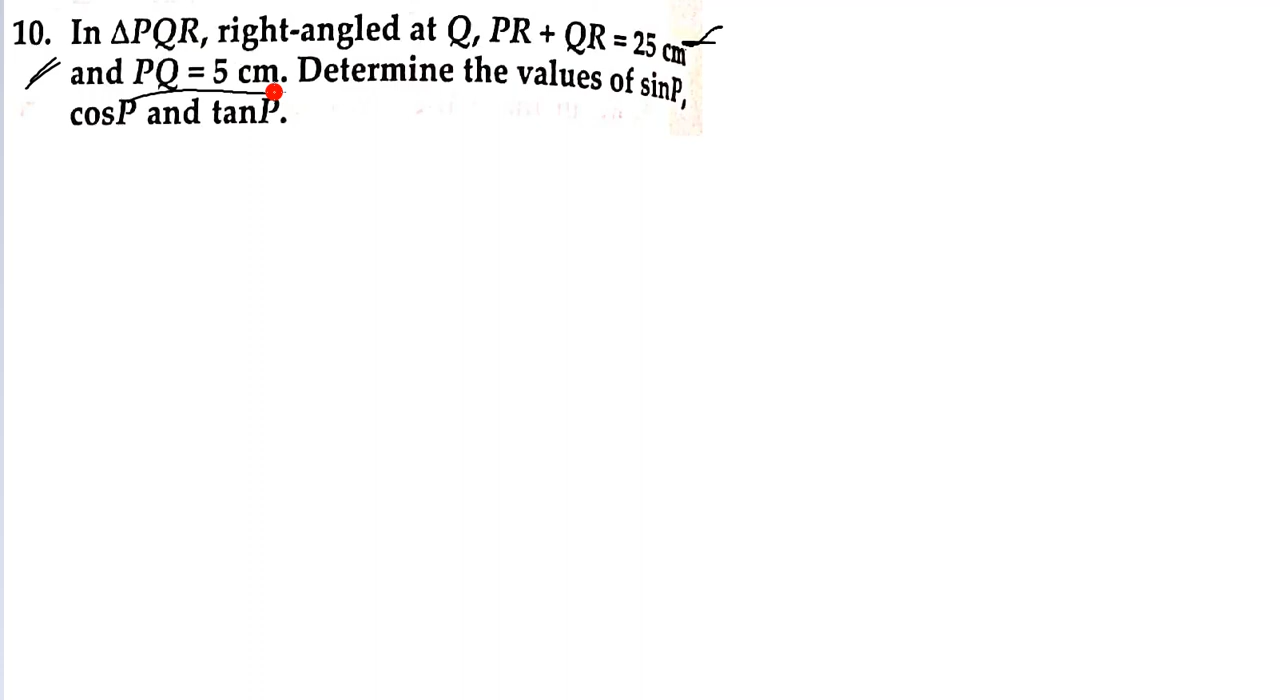 10. In ΔPQR, right-angled at Q, PR + QR = 25 cm
and PQ = 5 cm. Determine the values of sinP,
cosP and tanP.